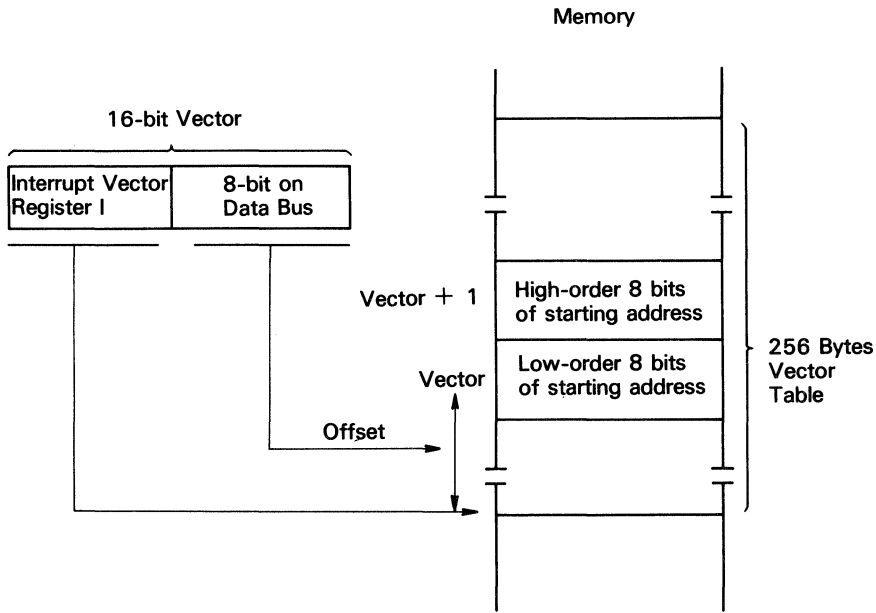 Memory
16-bit Vector
Interrupt Vector
Register I
8-bit on
Data Bus
Vector + 1
High-order 8 bits
of starting address
Vector
Low-order 8 bits
of starting address
256 Bytes
Vector
Table
Offset